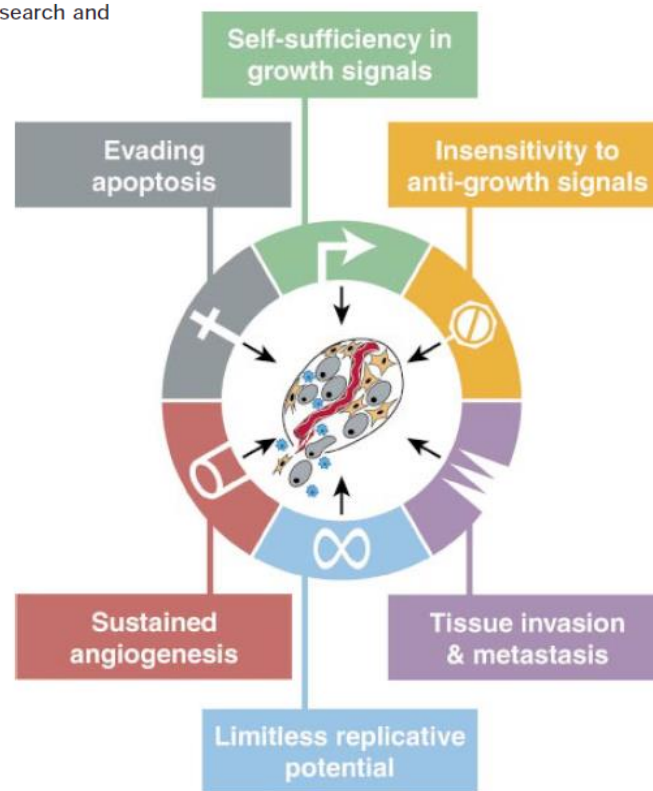 search and
Self-sufficiency in
growth signals
Evading
apoptosis
Insensitivity to
anti-growth signals
Sustained
angiogenesis
Tissue invasion
& metastasis
Limitless replicative
potential